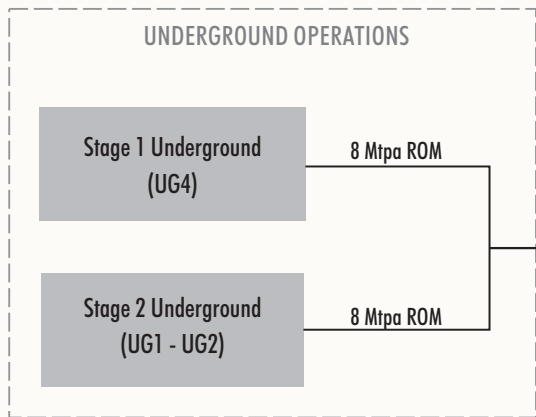 UNDERGROUND OPERATIONS
Stage 1 Underground
(UG4)
8 Mtpa ROM
Stage 2 Underground
(UG1 - UG2)
8 Mtpa ROM